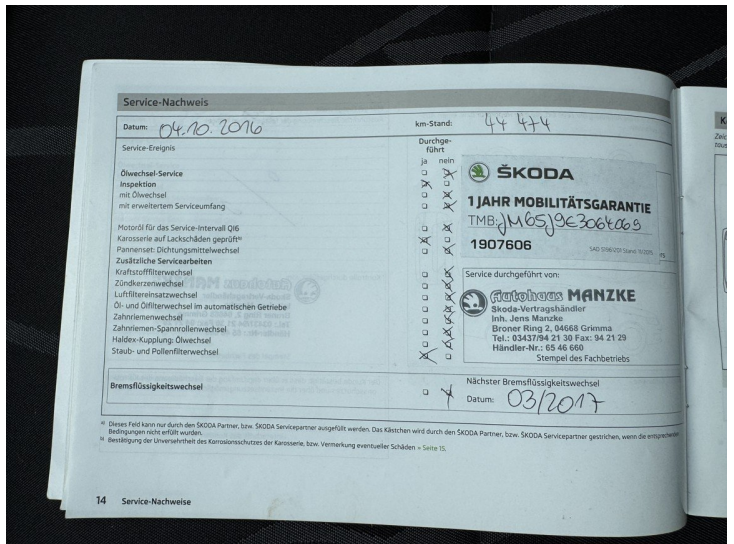 Service-Nachweis
Datum: 04.10.2016
km-Stand: 44 474
Service-Ereignis
Durchge-
führt
ja nein
Ölwechsel-Service
Inspektion
mit Ölwechsel
mit erweitertem Serviceumfang
Motoröl für das Service-Intervall QI6
Karosserie auf Lackschäden geprüft
Pannenset: Dichtungsmittelwechsel
Zusätzliche Servicearbeiten
Kraftstofffilterwechsel
Zündkerzenwechsel
Luftfiltereinsatzwechsel
Öl- und Ölfilterwechsel im automatischen Getriebe
Zahnriemenwechsel
Zahnriemen-Spannrollenwechsel
Haldex-Kupplung: Ölwechsel
Staub- und Pollenfilterwechsel
ŠKODA
1 JAHR MOBILITÄTSGARANTIE
TMB: JM65J9E3064069
1907606
Service durchgeführt von:
Autohaus MANZKE
Skoda-Vertragshändler
Inh. Jens Manzke
Broner Ring 2, 04668 Grimma
Tel.: 03437/94 21 30 Fax: 94 21 29
Händler-Nr.: 65 46 660
Stempel des Fachbetriebs
Bremsflüssigkeitswechsel
Nächster Bremsflüssigkeitswechsel
Datum: 03/2017
a) Dieses Feld kann nur durch den ŠKODA Partner, bzw. ŠKODA Servicepartner ausgefüllt werden. Das Kästchen wird durch den ŠKODA Partner, bzw. ŠKODA Servicepartner gestrichen, wenn die entsprechenden
Bedingungen nicht erfüllt wurden.
b) Bestätigung der Unversehrtheit des Korrosionsschutzes der Karosserie, bzw. Vermerkung eventueller Schäden » Seite 15.
14 Service-Nachweise